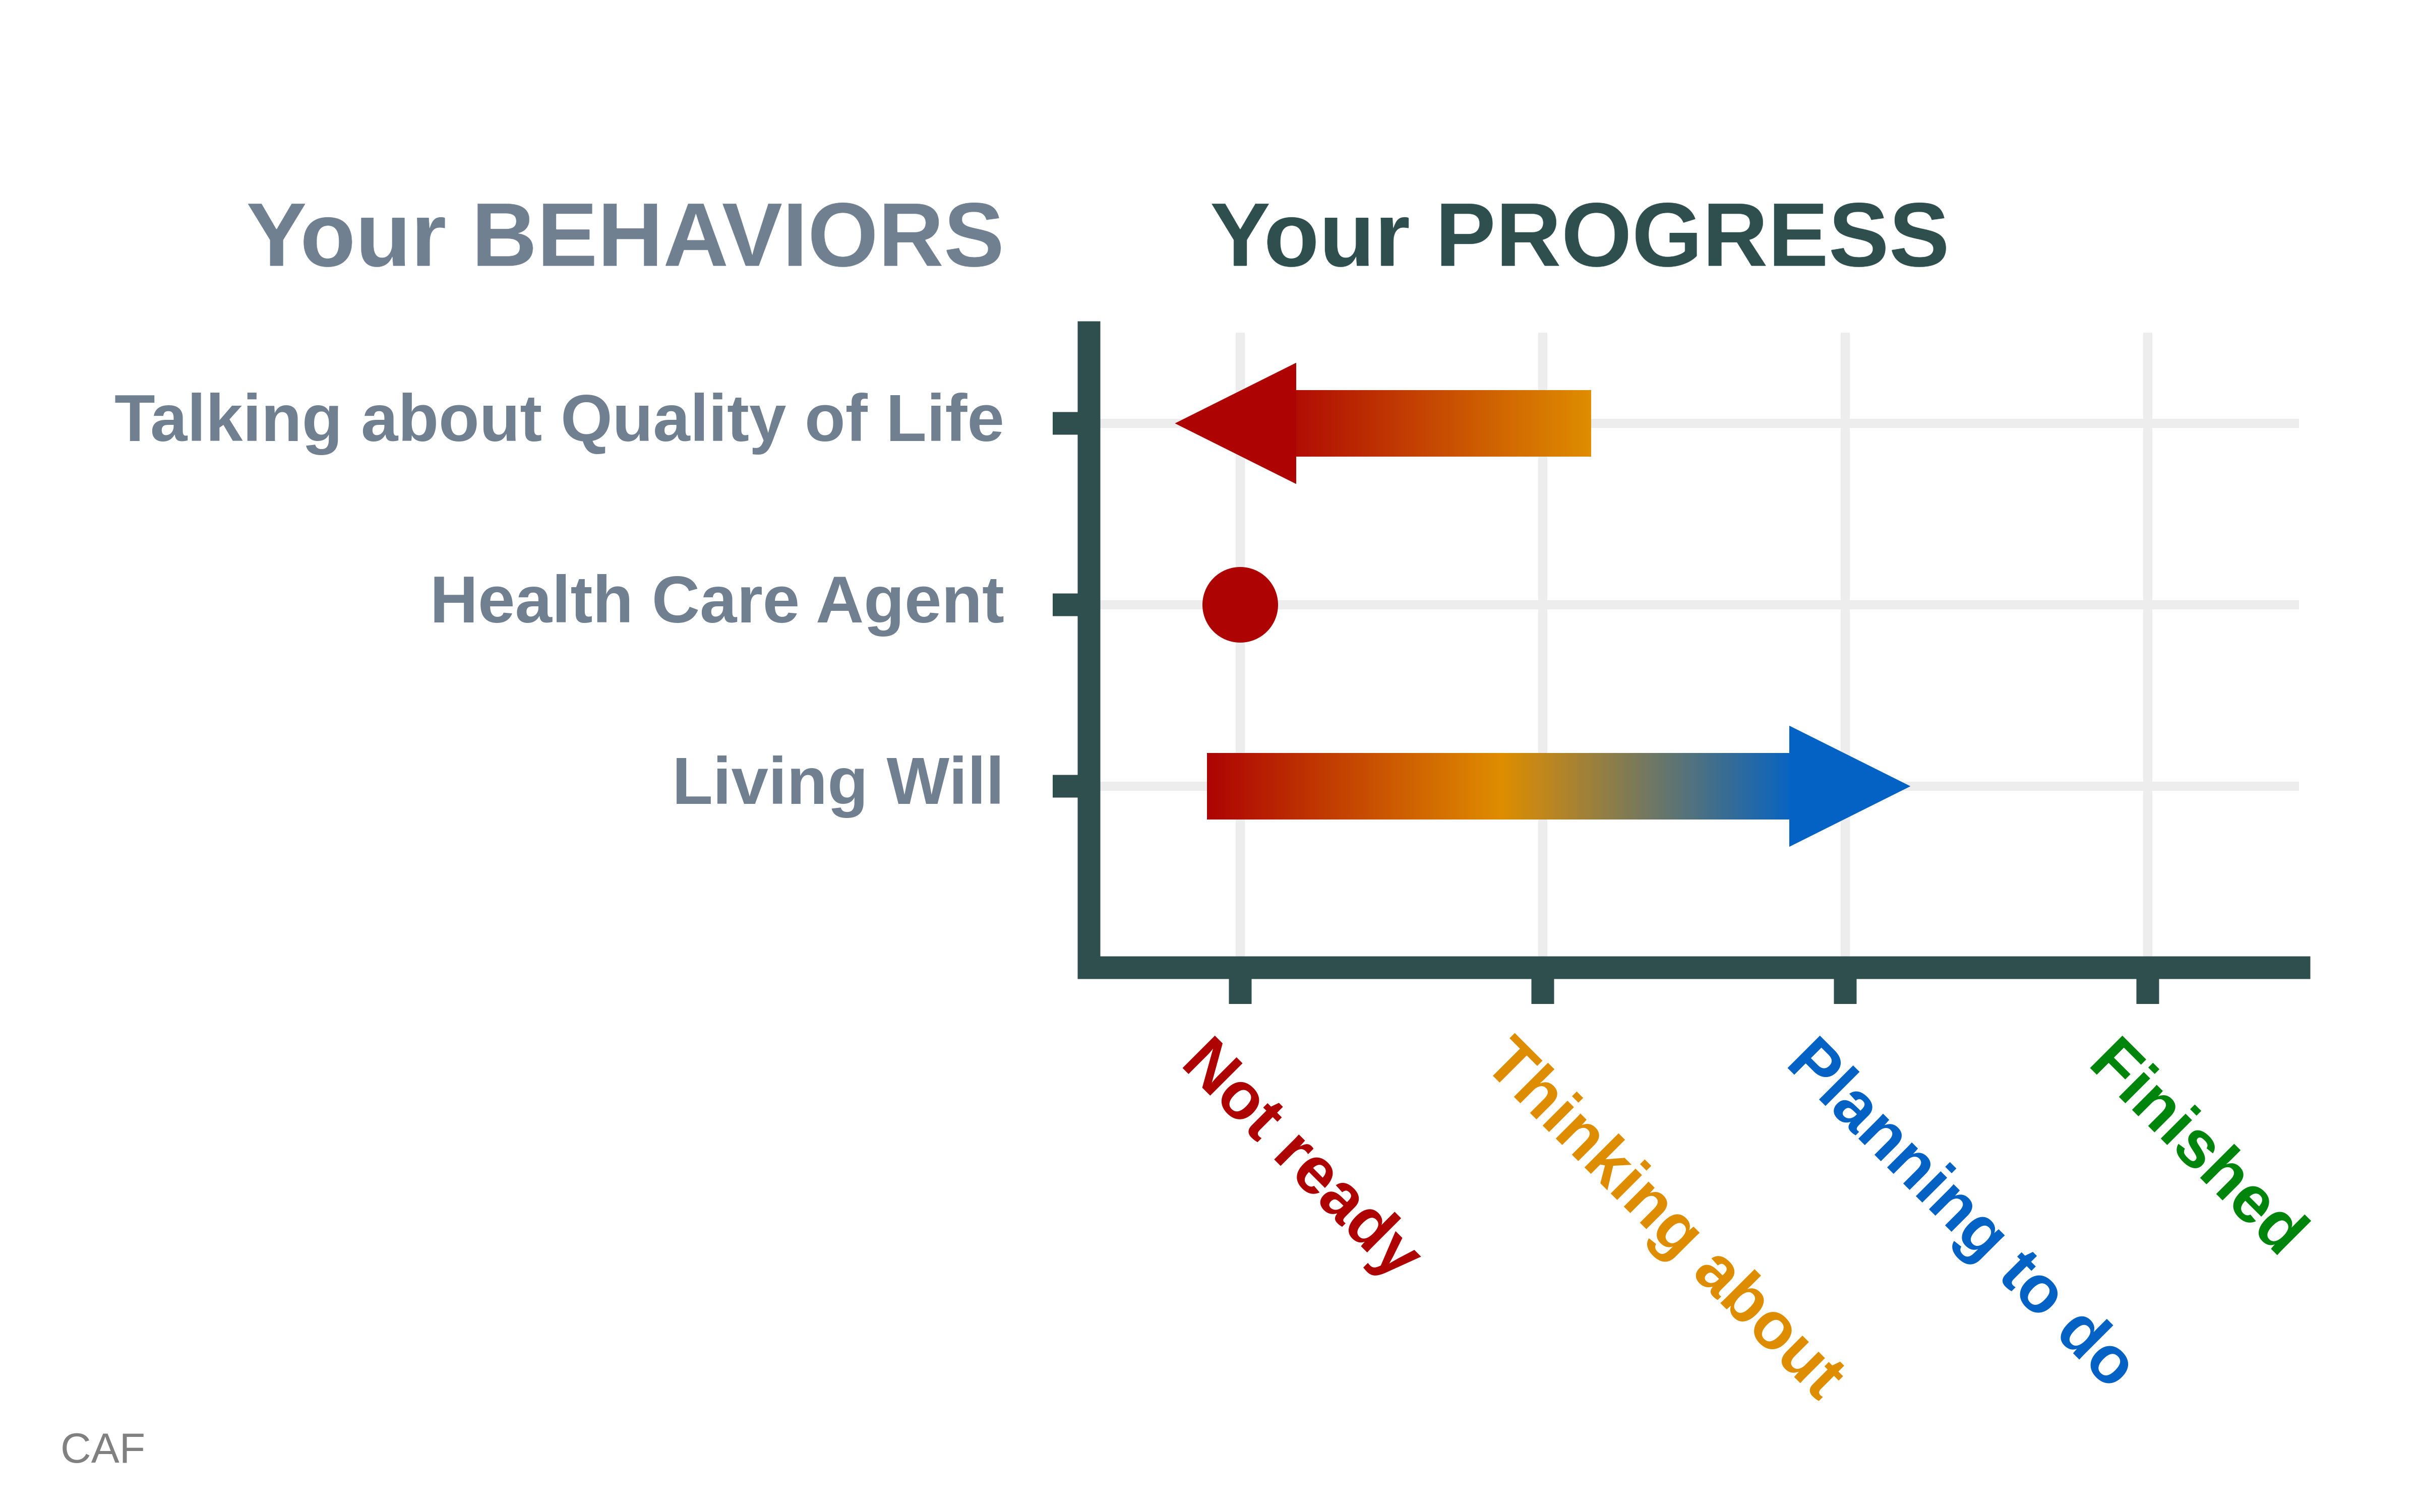 Your BEHAVIORS
Your PROGRESS
Talking about Quality of Life
Health Care Agent
Living Will
Not ready
Thinking about
Planning to do
Finished
CAF